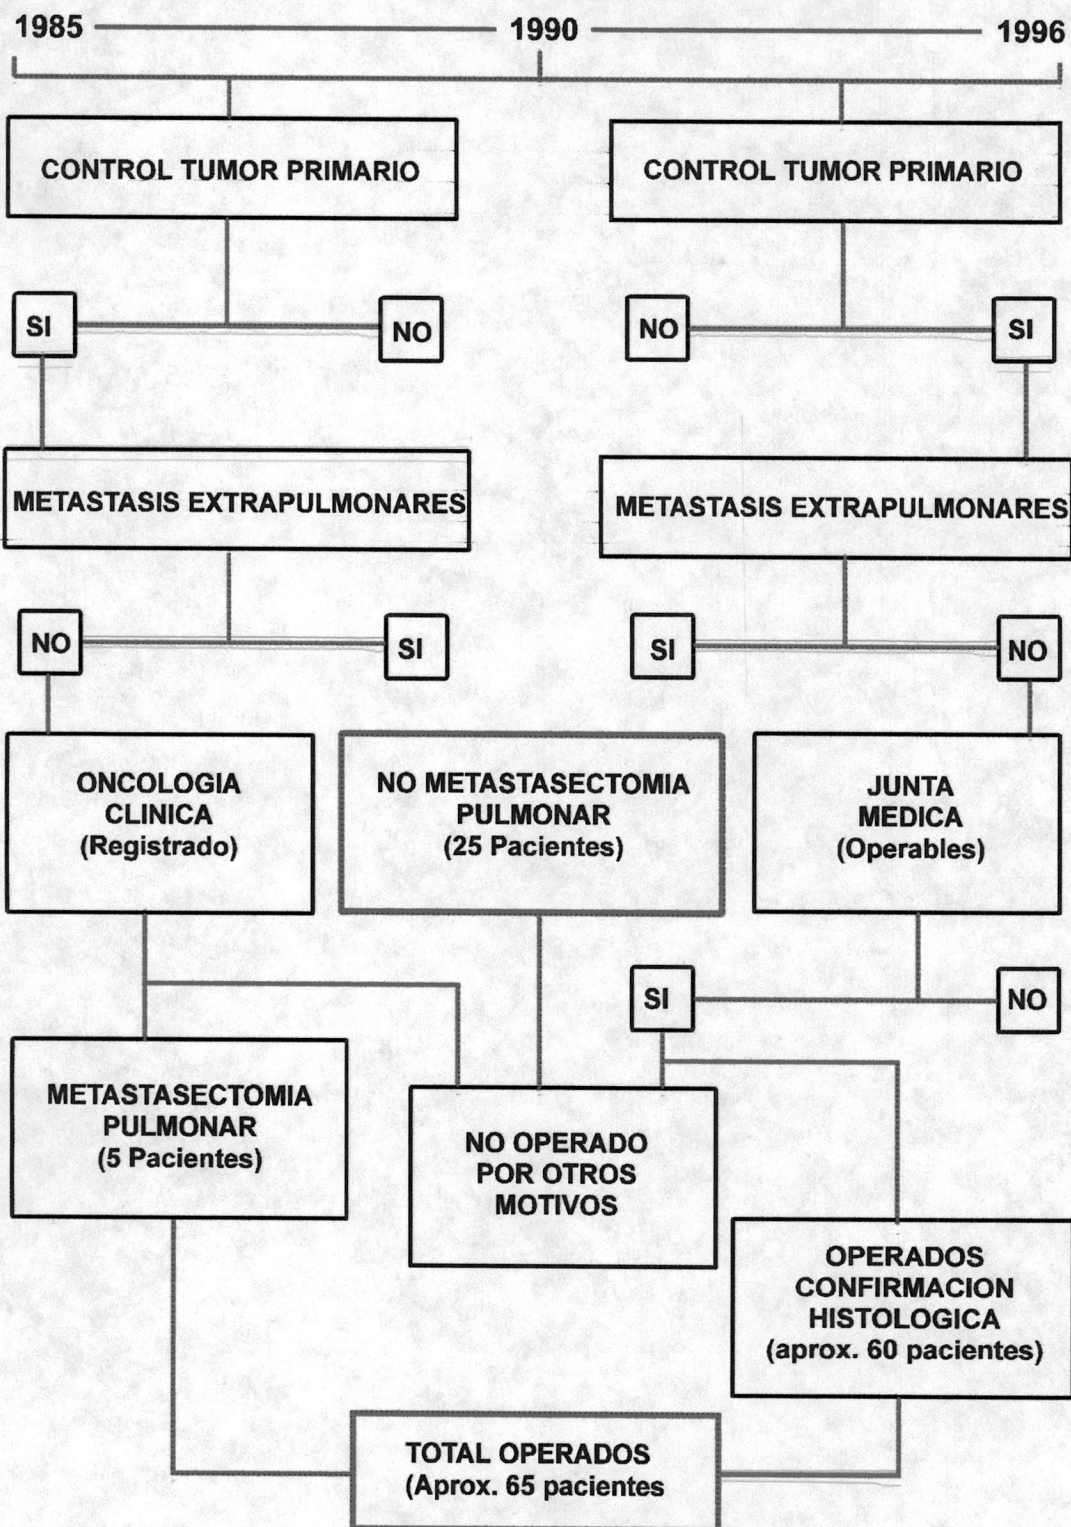 1985 1990 1996
CONTROL TUMOR PRIMARIO
CONTROL TUMOR PRIMARIO
SI
NO
NO
SI
METASTASIS EXTRAPULMONARES
METASTASIS EXTRAPULMONARES
NO
SI
SI
NO
ONCOLOGIA
CLINICA
(Registrado)
NO METASTASECTOMIA
PULMONAR
(25 Pacientes)
JUNTA
MEDICA
(Operables)
SI
NO
METASTASECTOMIA
PULMONAR
(5 Pacientes)
NO OPERADO
POR OTROS
MOTIVOS
OPERADOS
CONFIRMACION
HISTOLOGICA
(aprox. 60 pacientes)
TOTAL OPERADOS
(Aprox. 65 pacientes